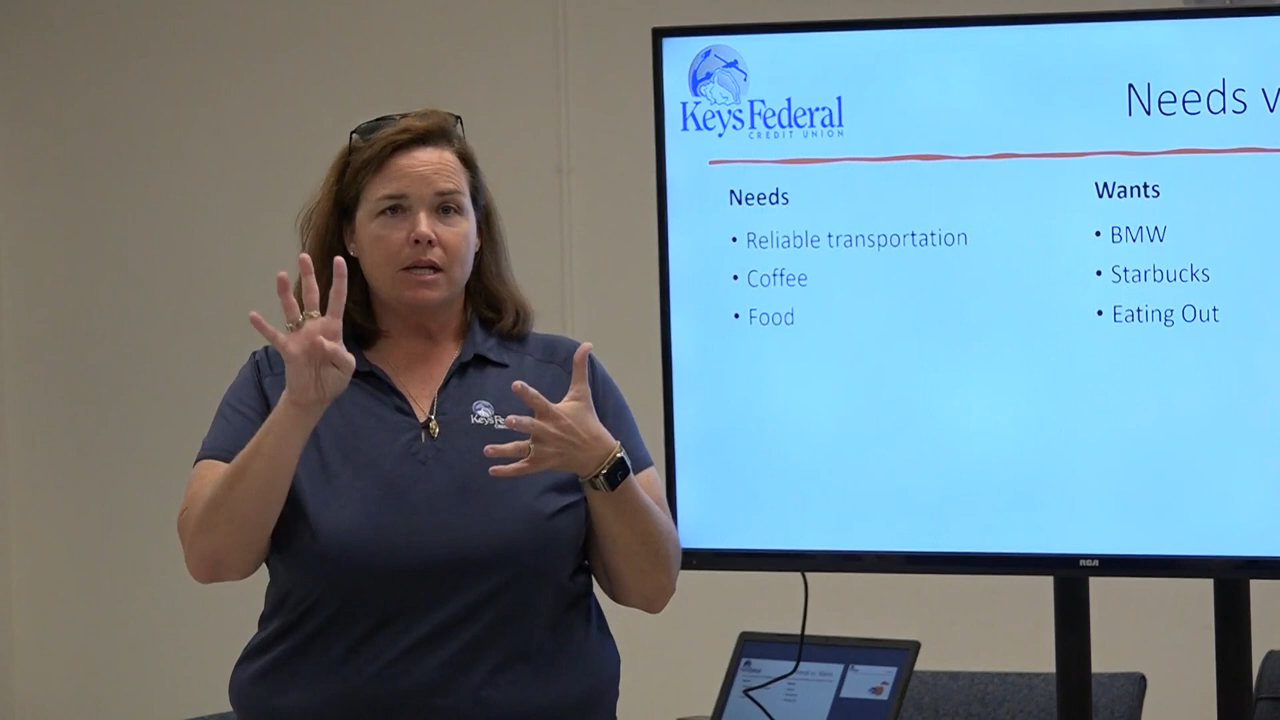 Keys Federal
CREDIT UNION
Needs v
Needs
• Reliable transportation
• Coffee
• Food
Wants
• BMW
• Starbucks
• Eating Out
RCA